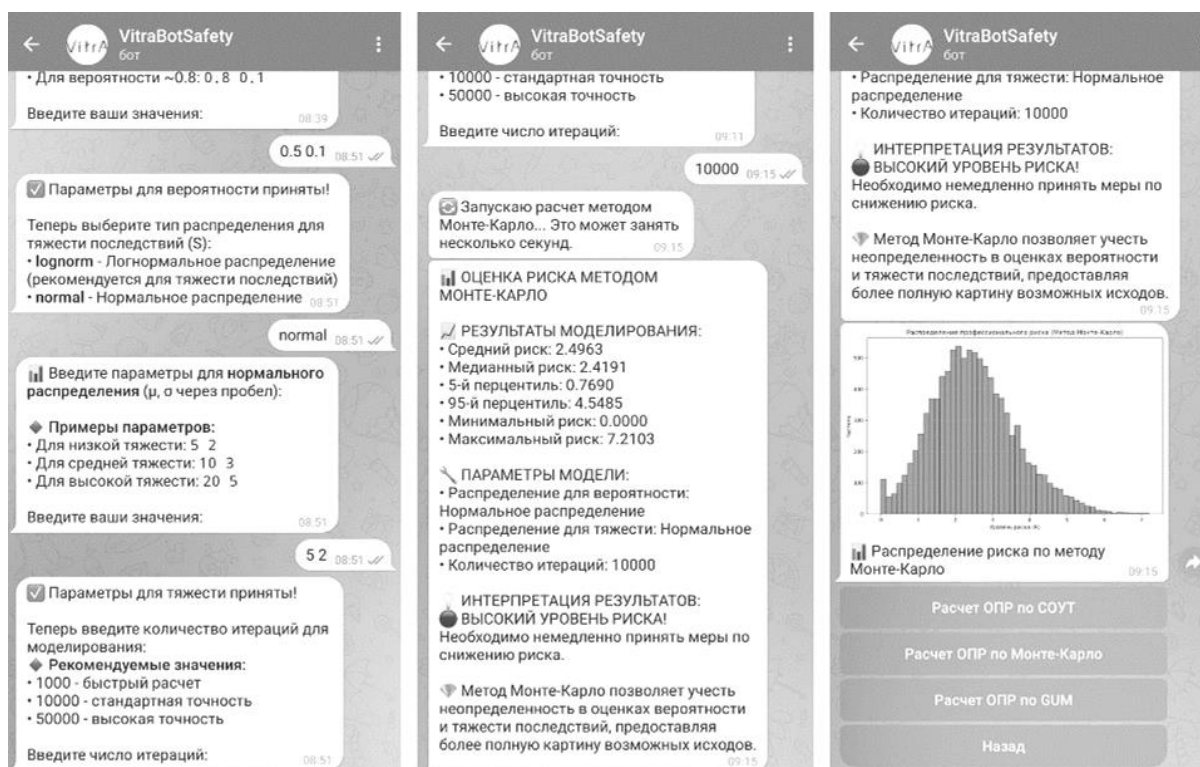 VitraBotSafety
бот
VitrA
• Для вероятности ~0.8: 0,8 0.1
Введите ваши значения:
08:39
0.5 0.1 08:51
Параметры для вероятности приняты!
Теперь выберите тип распределения для
тяжести последствий (S):
• lognorm - Логнормальное распределение
(рекомендуется для тяжести последствий)
• normal - Нормальное распределение 08:51
normal 08:51
Введите параметры для нормального
распределения (μ, σ через пробел):
Примеры параметров:
• Для низкой тяжести: 5 2
• Для средней тяжести: 10 3
• Для высокой тяжести: 20 5
Введите ваши значения:
08:51
5 2 08:51
Параметры для тяжести приняты!
Теперь введите количество итераций для
моделирования:
Рекомендуемые значения:
• 1000 - быстрый расчет
• 10000 - стандартная точность
• 50000 - высокая точность
Введите число итераций:
08:51
VitraBotSafety
бот
VitrA
• 10000 - стандартная точность
• 50000 - высокая точность
Введите число итераций:
09:11
10000 09:15
Запускаю расчет методом
Монте-Карло... Это может занять
несколько секунд. 09:15
ОЦЕНКА РИСКА МЕТОДОМ
МОНТЕ-КАРЛО
РЕЗУЛЬТАТЫ МОДЕЛИРОВАНИЯ:
• Средний риск: 2.4963
• Медианный риск: 2.4191
• 5-й перцентиль: 0.7690
• 95-й перцентиль: 4.5485
• Минимальный риск: 0.0000
• Максимальный риск: 7.2103
ПАРАМЕТРЫ МОДЕЛИ:
• Распределение для вероятности:
Нормальное распределение
• Распределение для тяжести: Нормальное
распределение
• Количество итераций: 10000
ИНТЕРПРЕТАЦИЯ РЕЗУЛЬТАТОВ:
ВЫСОКИЙ УРОВЕНЬ РИСКА!
Необходимо немедленно принять меры по
снижению риска.
Метод Монте-Карло позволяет учесть
неопределенность в оценках вероятности
и тяжести последствий, предоставляя
более полную картину возможных исходов.
09:15
VitraBotSafety
бот
VitrA
• Распределение для тяжести: Нормальное
распределение
• Количество итераций: 10000
ИНТЕРПРЕТАЦИЯ РЕЗУЛЬТАТОВ:
ВЫСОКИЙ УРОВЕНЬ РИСКА!
Необходимо немедленно принять меры по
снижению риска.
Метод Монте-Карло позволяет учесть
неопределенность в оценках вероятности
и тяжести последствий, предоставляя
более полную картину возможных исходов.
09:15
Распределение профессионального риска (Метод Монте-Карло)
Уровень риска (R)
Распределение риска по методу
Монте-Карло 09:15
Расчет ОПР по СОУТ
Расчет ОПР по Монте-Карло
Расчет ОПР по GUM
Назад